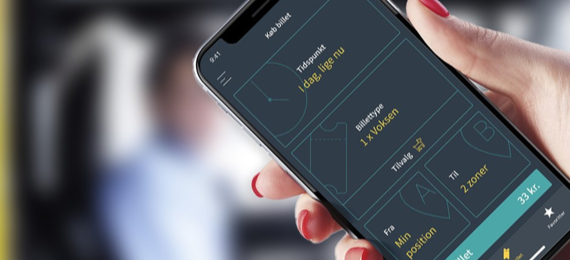 9:41
Køb billet
Tidspunkt
I dag, lige nu
Billettype
1 x Voksen
Tilvalg
Fra
Min
position
A
Til
2 zoner
B
33 kr.
Favoritter